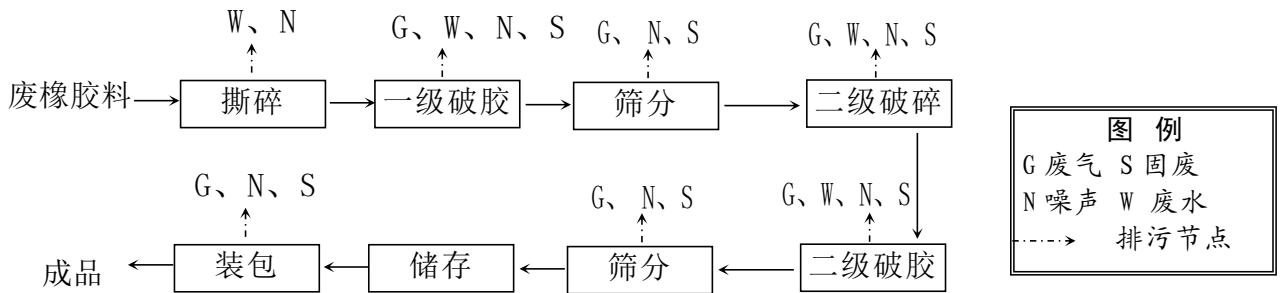 W、N
G、W、N、S
G、N、S
G、W、N、S
废橡胶料
撕碎
一级破胶
筛分
二级破碎
图 例
G 废气 S 固废
N 噪声 W 废水
排污节点
G、N、S
G、N、S
G、W、N、S
成品
装包
储存
筛分
二级破胶